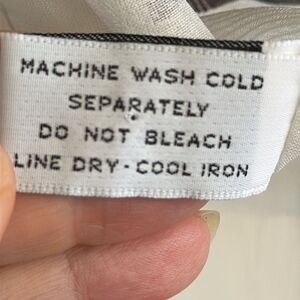 MACHINE WASH COLD
SEPARATELY
DO NOT BLEACH
LINE DRY-COOL IRON